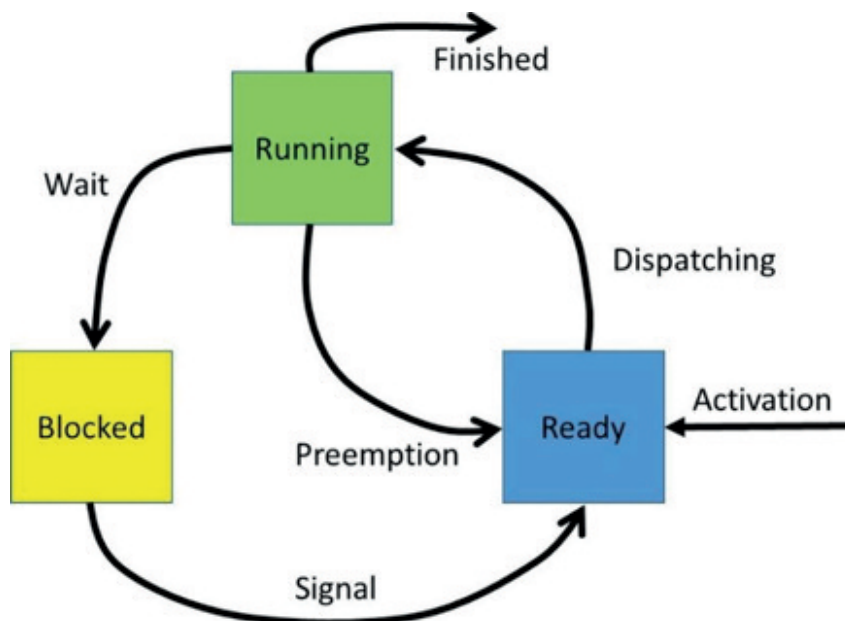 Finished
Running
Wait
Dispatching
Activation
Blocked
Ready
Preemption
Signal